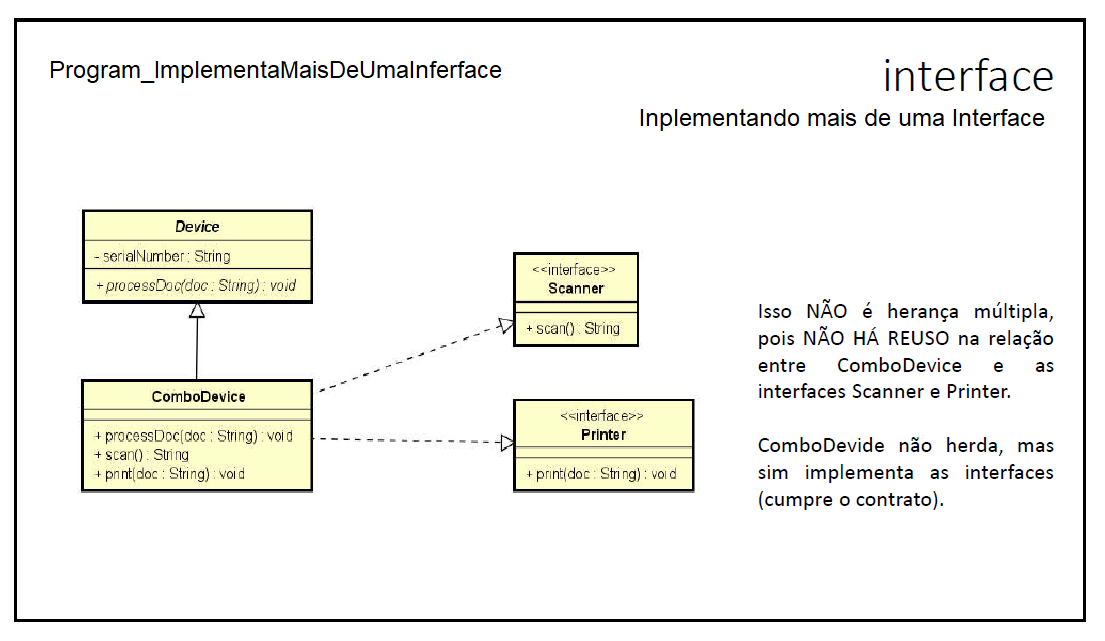 Program_ImplementaMaisDeUmaInferface
interface
Inplementando mais de uma Interface
Device
- serialNumber : String
+ processDoc(doc : String) : void
<<interface>>
Scanner
+ scan() : String
ComboDevice
+ processDoc(doc : String) : void
+ scan() : String
+ print(doc : String) : void
<<interface>>
Printer
+ print(doc : String) : void
Isso NÃO é herança múltipla,
pois NÃO HÁ REUSO na relação
entre ComboDevice e as
interfaces Scanner e Printer.
ComboDevide não herda, mas
sim implementa as interfaces
(cumpre o contrato).